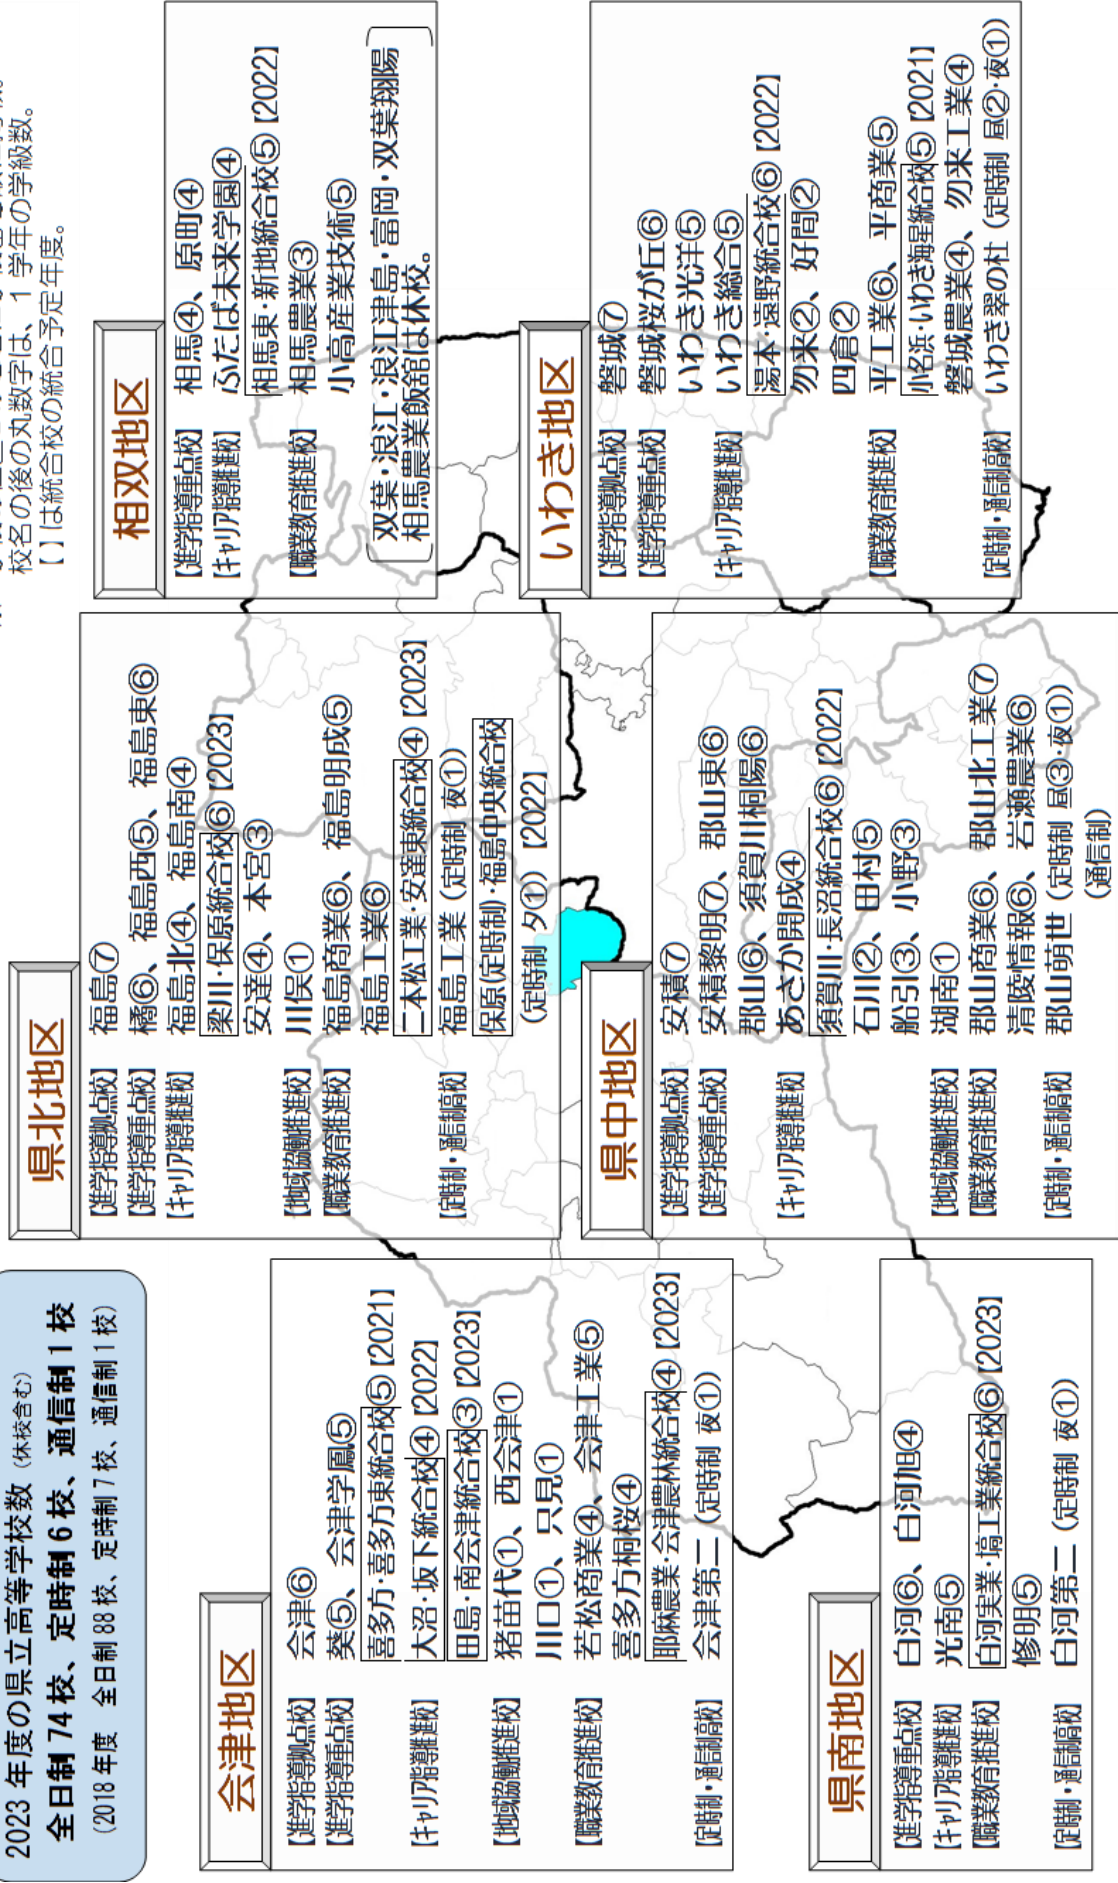 2023 年度の県立高等学校数（休校含む）
全日制 74 校、定時制 6 校、通信制 1 校
（2018 年度　全日制 88 校、定時制 7 校、通信制 1 校）
校名の後の丸数字は、1 学年の学級数。
【 】は統合校の統合予定年度。
会津地区
【進学指導拠点校】　会津⑥
【進学指導重点校】　葵⑤、会津学鳳⑤
喜多方・喜多方東統合校⑤【2021】
【キャリア指導推進校】　大沼・坂下統合校④【2022】
田島・南会津統合校③【2023】
【地域協働推進校】　猪苗代①、西会津①
川口①、只見①
【職業教育推進校】　若松商業④、会津工業⑤
喜多方桐桜④
耶麻農業・会津農林統合校④【2023】
【定時制・通信制高校】　会津第二（定時制 夜①）
県北地区
【進学指導拠点校】　福島⑦
【進学指導重点校】　橘⑥、福島西⑤、福島東⑥
【キャリア指導推進校】　福島北④、福島南④
梁川・保原統合校⑥【2023】
安達④、本宮③
【地域協働推進校】　川俣①
【職業教育推進校】　福島商業⑥、福島明成⑤
福島工業⑥
二本松工業・安達東統合校④【2023】
【定時制・通信制高校】　福島工業（定時制 夜①）
保原(定時制)・福島中央統合校
（定時制 夕①）【2022】
相双地区
【進学指導重点校】　相馬④、原町④
【キャリア指導推進校】　ふたば未来学園④
相馬東・新地統合校⑤【2022】
【職業教育推進校】　相馬農業③
小高産業技術⑤
双葉・浪江・浪江津島・富岡・双葉翔陽
相馬農業飯舘は休校。
県南地区
【進学指導重点校】　白河⑥、白河旭④
【キャリア指導推進校】　光南⑤
【職業教育推進校】　白河実業・塙工業統合校⑥【2023】
修明⑤
【定時制・通信制高校】　白河第二（定時制 夜①）
県中地区
【進学指導拠点校】　安積⑦
【進学指導重点校】　安積黎明⑦、郡山東⑥
郡山⑥、須賀川桐陽⑥
【キャリア指導推進校】　あさか開成④
須賀川・長沼統合校⑥【2022】
石川②、田村⑤
船引③、小野③
【地域協働推進校】　湖南①
【職業教育推進校】　郡山商業⑥、郡山北工業⑦
清陵情報⑥、岩瀬農業⑥
【定時制・通信制高校】　郡山萌世（定時制 昼③・夜①）
（通信制）
いわき地区
【進学指導拠点校】　磐城⑦
【進学指導重点校】　磐城桜が丘⑥
いわき光洋⑤
【キャリア指導推進校】　いわき総合⑤
湯本・遠野統合校⑥【2022】
勿来②、好間②
四倉②
【職業教育推進校】　平工業⑥、平商業⑤
小名浜・いわき海星統合校⑤【2021】
磐城農業④、勿来工業④
【定時制・通信制高校】　いわき翠の杜（定時制 昼②・夜①）